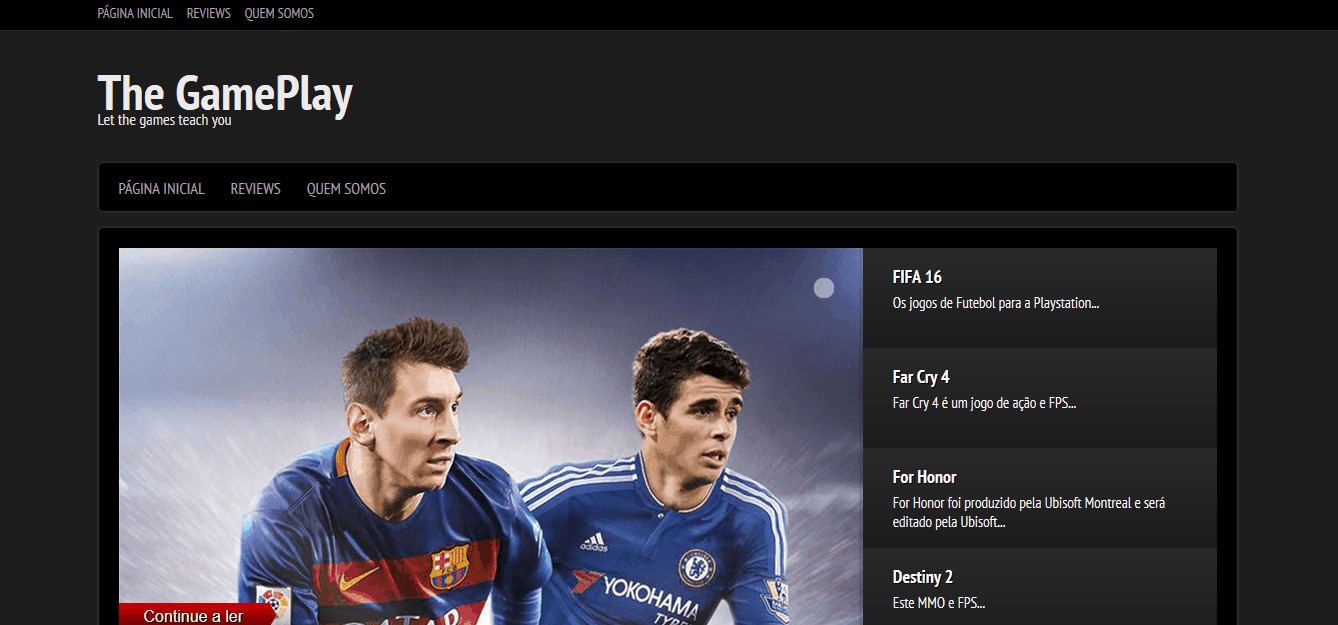 PÁGINA INICIAL REVIEWS QUEM SOMOS
The GamePlay
Let the games teach you
PÁGINA INICIAL REVIEWS QUEM SOMOS
FIFA 16
Os jogos de Futebol para a Playstation...
Far Cry 4
Far Cry 4 é um jogo de ação e FPS...
For Honor
For Honor foi produzido pela Ubisoft Montreal e será
editado pela Ubisoft...
Destiny 2
Este MMO e FPS...
adidas
YOKOHAMA
TYRES
Continue a ler